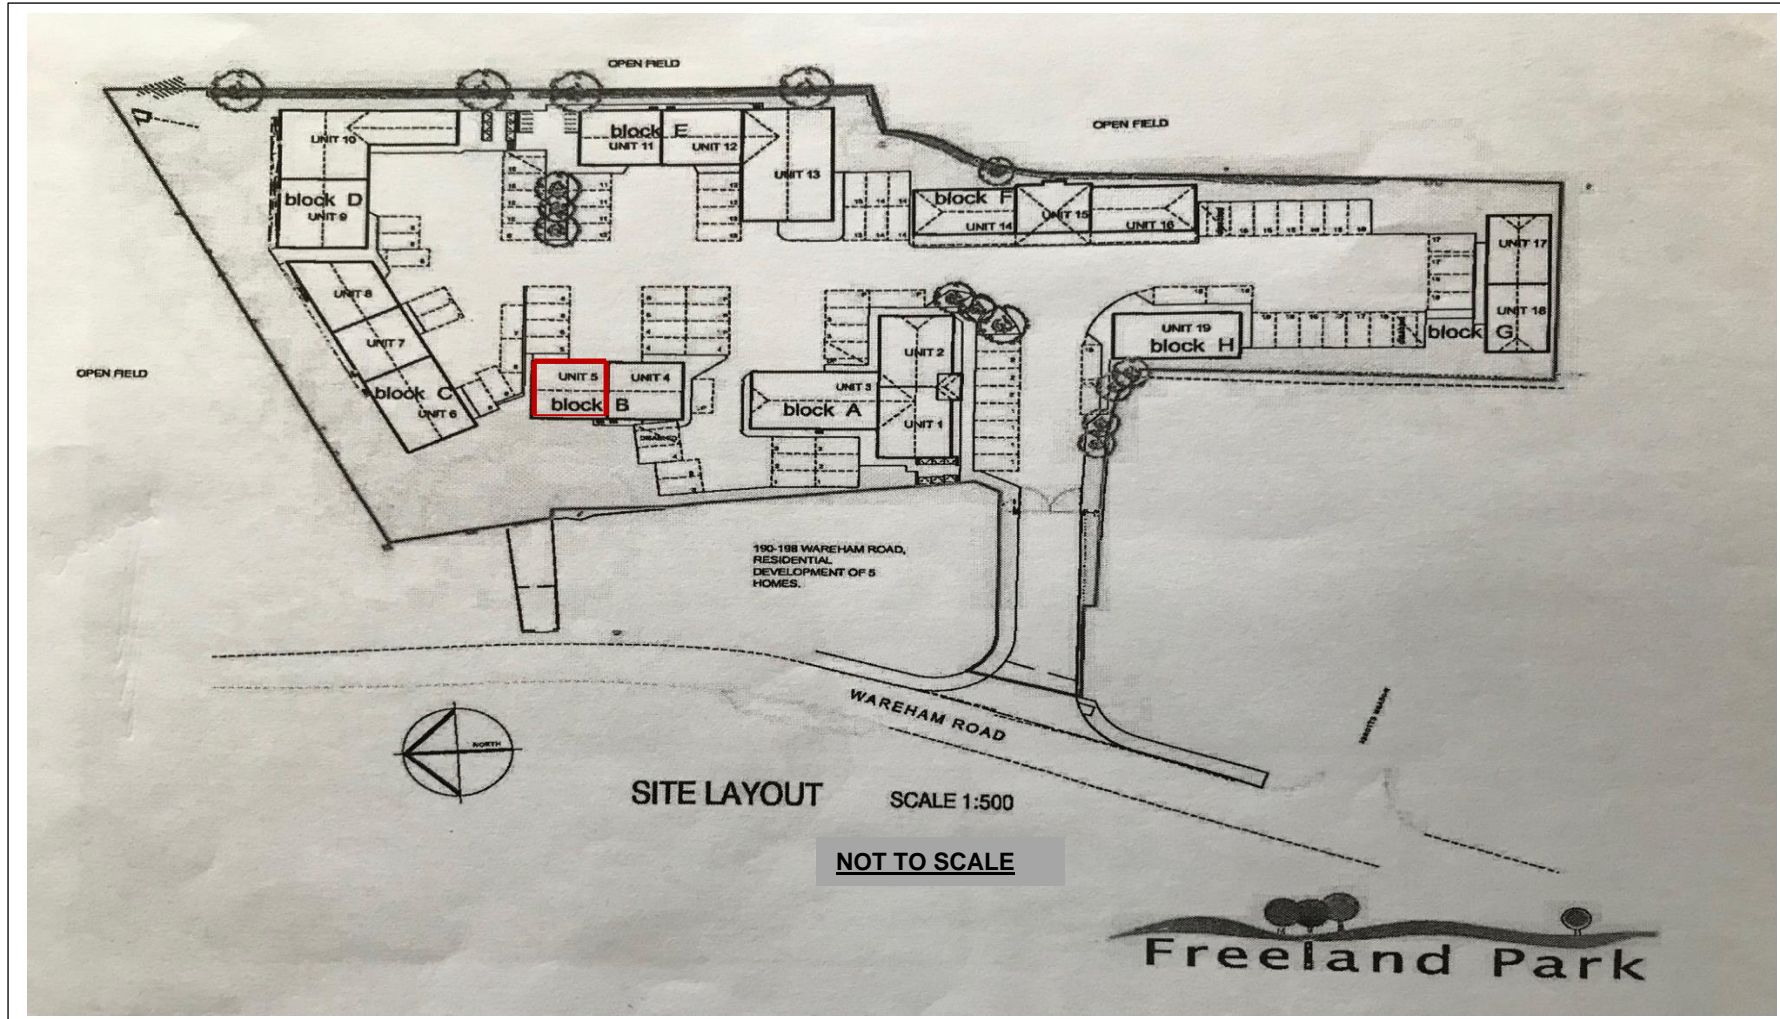 OPEN FIELD
OPEN FIELD
UNIT 10
block E
UNIT 11
UNIT 12
UNIT 13
block D
UNIT 9
block F
UNIT 14
UNIT 15
UNIT 16
UNIT 17
UNIT 18
block G
UNIT 19
block H
UNIT 8
UNIT 7
block C
UNIT 6
OPEN FIELD
UNIT 5
UNIT 4
block B
DISABLED
UNIT 2
UNIT 3
block A
UNIT 1
190-198 WAREHAM ROAD,
RESIDENTIAL
DEVELOPMENT OF 5
HOMES.
WAREHAM ROAD
NORTH
SITE LAYOUT
SCALE 1:500
NOT TO SCALE
Freeland Park